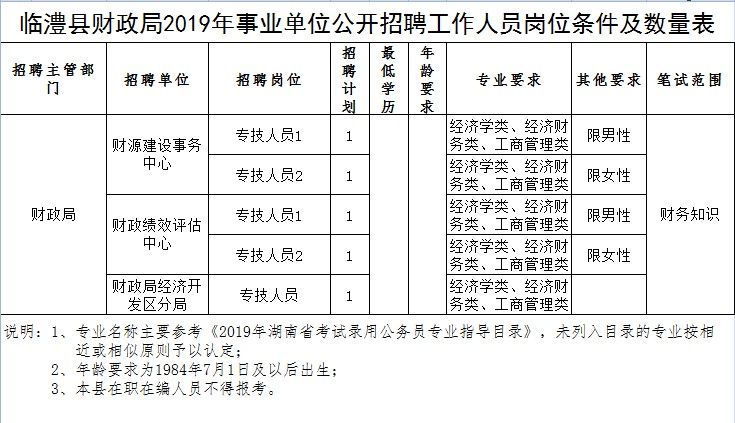 临澧县财政局2019年事业单位公开招聘工作人员岗位条件及数量表
招聘主管部门 招聘单位 招聘岗位 招聘计划 最低学历 年龄要求 专业要求 其他要求 笔试范围
财政局 财源建设事务中心 专技人员1 1 经济学类、经济财务类、工商管理类 限男性 财务知识
专技人员2 1 经济学类、经济财务类、工商管理类 限女性
财政绩效评估中心 专技人员1 1 经济学类、经济财务类、工商管理类 限男性
专技人员2 1 经济学类、经济财务类、工商管理类 限女性
财政局经济开发区分局 专技人员 1 经济学类、经济财务类、工商管理类
说明：1、专业名称主要参考《2019年湖南省考试录用公务员专业指导目录》，未列入目录的专业按相
近或相似原则予以认定；
2、年龄要求为1984年7月1日及以后出生；
3、本县在职在编人员不得报考。